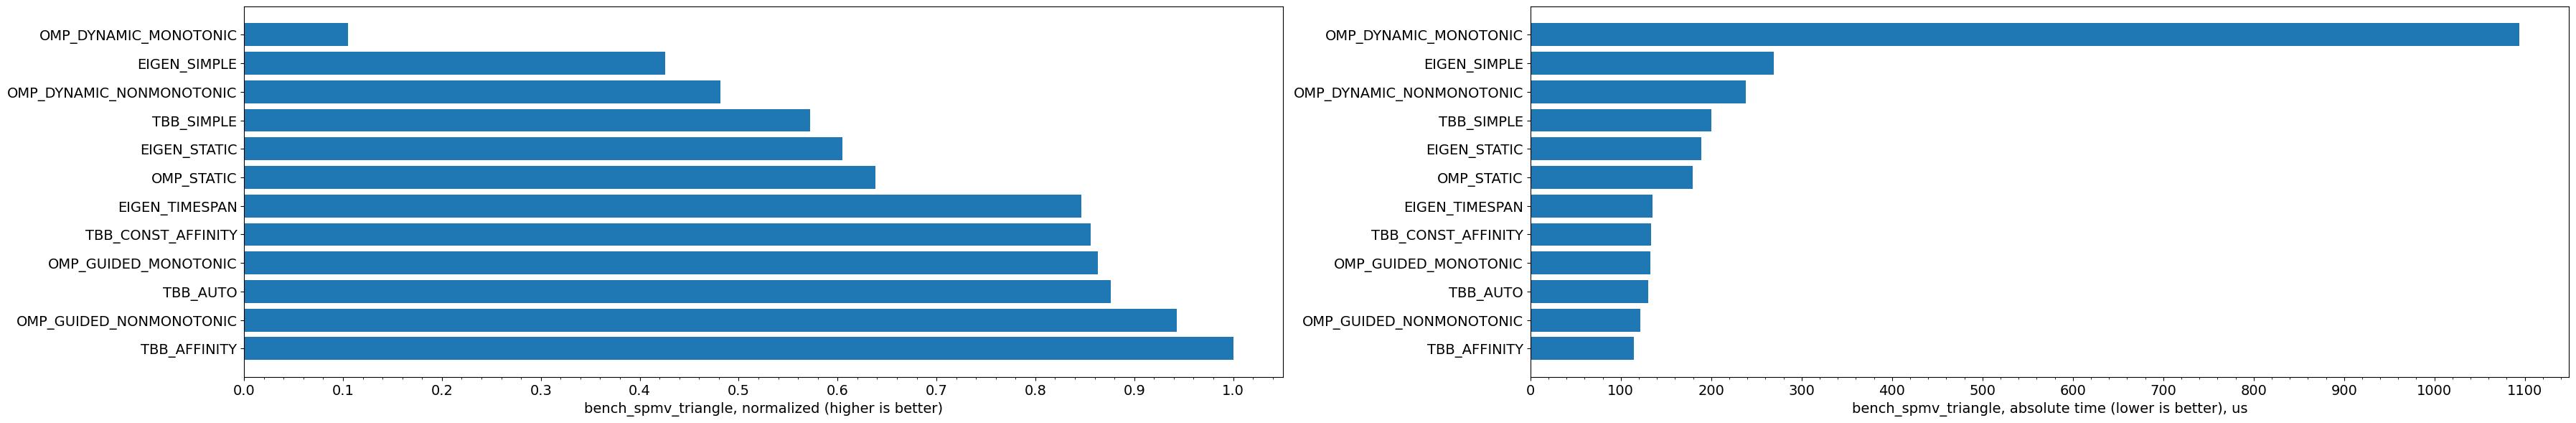 OMP_DYNAMIC_MONOTONIC
EIGEN_SIMPLE
OMP_DYNAMIC_NONMONOTONIC
TBB_SIMPLE
EIGEN_STATIC
OMP_STATIC
EIGEN_TIMESPAN
TBB_CONST_AFFINITY
OMP_GUIDED_MONOTONIC
TBB_AUTO
OMP_GUIDED_NONMONOTONIC
TBB_AFFINITY
0.0 0.1 0.2 0.3 0.4 0.5 0.6 0.7 0.8 0.9 1.0
bench_spmv_triangle, normalized (higher is better)
OMP_DYNAMIC_MONOTONIC
EIGEN_SIMPLE
OMP_DYNAMIC_NONMONOTONIC
TBB_SIMPLE
EIGEN_STATIC
OMP_STATIC
EIGEN_TIMESPAN
TBB_CONST_AFFINITY
OMP_GUIDED_MONOTONIC
TBB_AUTO
OMP_GUIDED_NONMONOTONIC
TBB_AFFINITY
0 100 200 300 400 500 600 700 800 900 1000 1100
bench_spmv_triangle, absolute time (lower is better), us